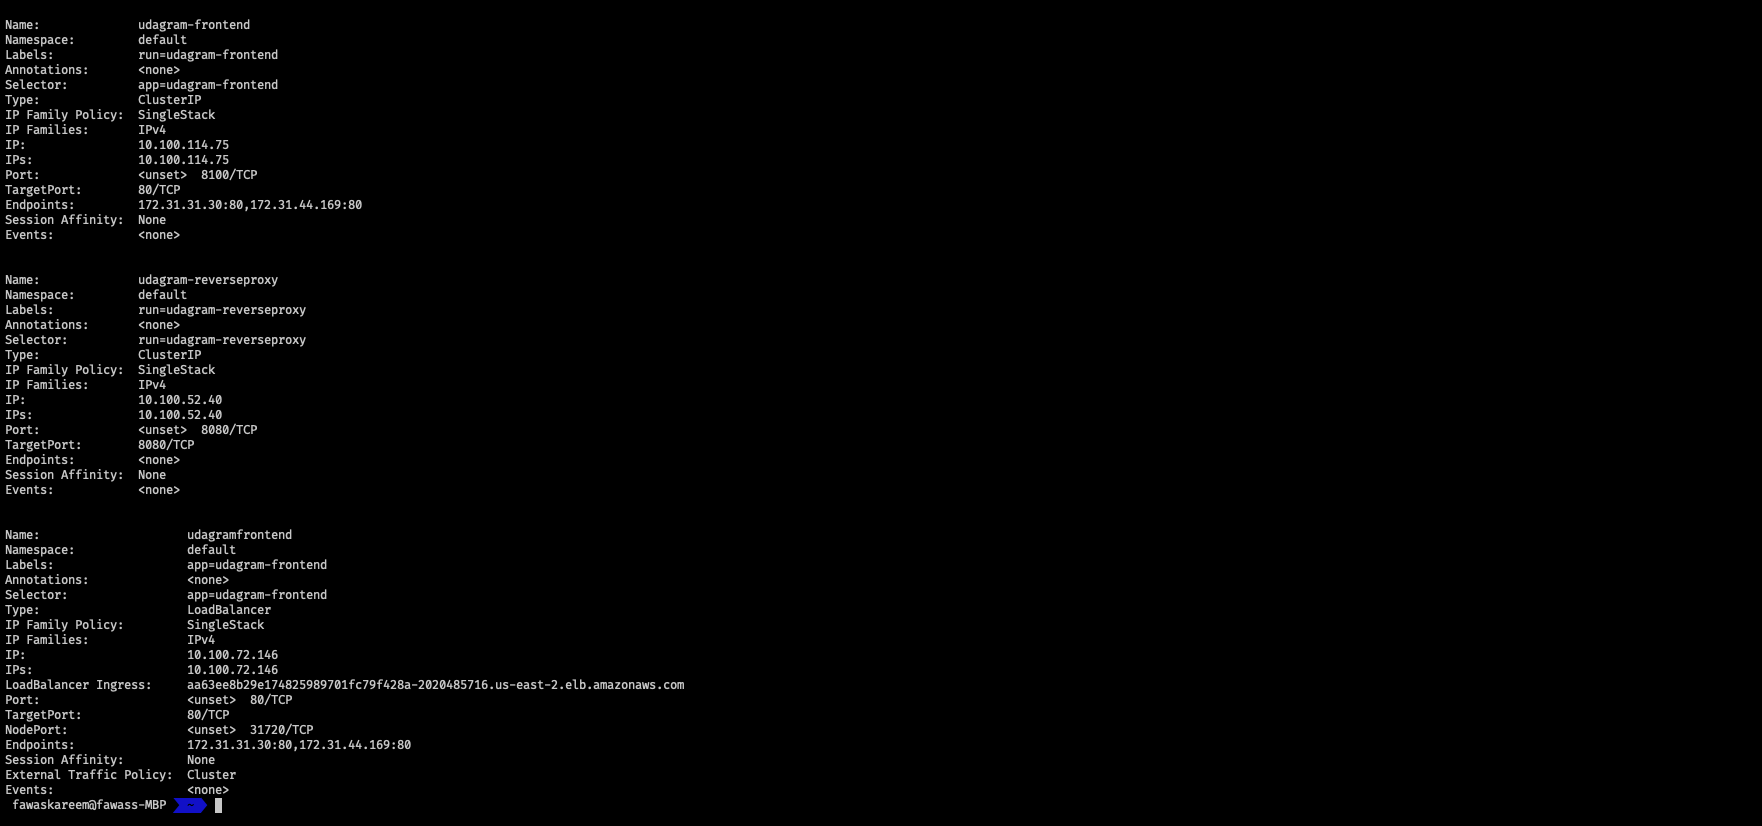 Name:              udagram-frontend
Namespace:         default
Labels:            run=udagram-frontend
Annotations:       <none>
Selector:          app=udagram-frontend
Type:              ClusterIP
IP Family Policy:  SingleStack
IP Families:       IPv4
IP:                10.100.114.75
IPs:               10.100.114.75
Port:              <unset>  8100/TCP
TargetPort:        80/TCP
Endpoints:         172.31.31.30:80,172.31.44.169:80
Session Affinity:  None
Events:            <none>
Name:              udagram-reverseproxy
Namespace:         default
Labels:            run=udagram-reverseproxy
Annotations:       <none>
Selector:          run=udagram-reverseproxy
Type:              ClusterIP
IP Family Policy:  SingleStack
IP Families:       IPv4
IP:                10.100.52.40
IPs:               10.100.52.40
Port:              <unset>  8080/TCP
TargetPort:        8080/TCP
Endpoints:         <none>
Session Affinity:  None
Events:            <none>
Name:                     udagramfrontend
Namespace:                default
Labels:                   app=udagram-frontend
Annotations:              <none>
Selector:                 app=udagram-frontend
Type:                     LoadBalancer
IP Family Policy:         SingleStack
IP Families:              IPv4
IP:                       10.100.72.146
IPs:                      10.100.72.146
LoadBalancer Ingress:     aa63ee8b29e174825989701fc79f428a-2020485716.us-east-2.elb.amazonaws.com
Port:                     <unset>  80/TCP
TargetPort:               80/TCP
NodePort:                 <unset>  31720/TCP
Endpoints:                172.31.31.30:80,172.31.44.169:80
Session Affinity:         None
External Traffic Policy:  Cluster
Events:                   <none>
fawaskareem@fawass-MBP ~